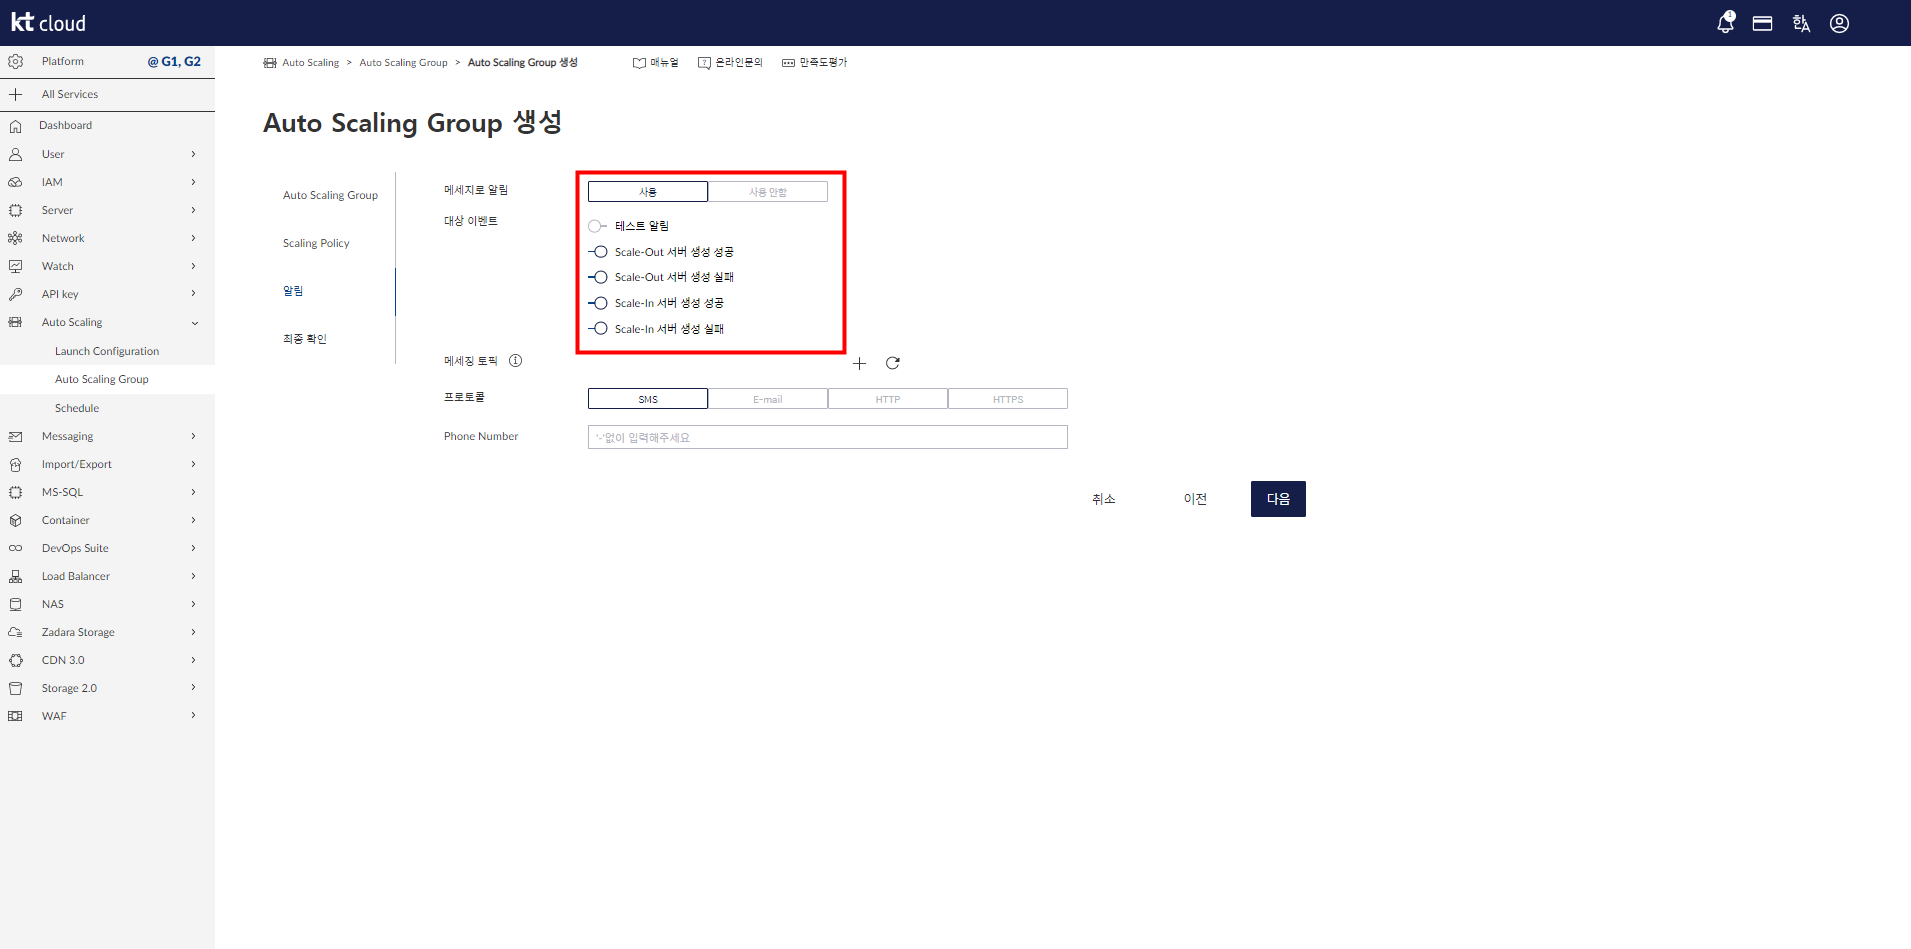 kt cloud
1
한A
Platform @ G1, G2
All Services
Dashboard
User
IAM
Server
Network
Watch
API key
Auto Scaling
Launch Configuration
Auto Scaling Group
Schedule
Messaging
Import/Export
MS-SQL
Container
DevOps Suite
Load Balancer
NAS
Zadara Storage
CDN 3.0
Storage 2.0
WAF
Auto Scaling > Auto Scaling Group > Auto Scaling Group 생성 매뉴얼 온라인문의 만족도평가
Auto Scaling Group 생성
Auto Scaling Group
Scaling Policy
알림
최종 확인
메세지로 알림 사용 사용 안함
대상 이벤트 테스트 알림
Scale-Out 서버 생성 성공
Scale-Out 서버 생성 실패
Scale-In 서버 생성 성공
Scale-In 서버 생성 실패
메세징 토픽
프로토콜 SMS E-mail HTTP HTTPS
Phone Number '-'없이 입력해주세요
취소 이전 다음